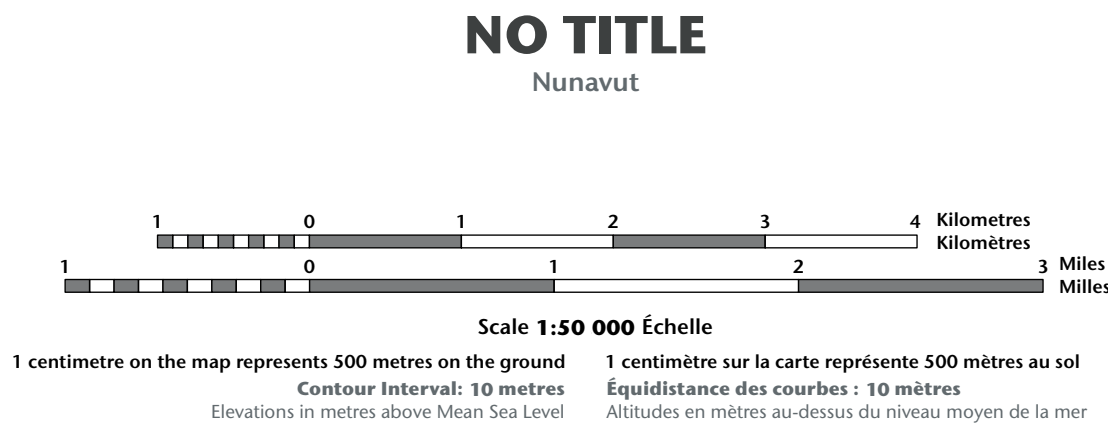 NO TITLE
Nunavut
1 0 1 2 3 4 Kilometres
Kilomètres
1 0 1 2 3 Miles
Milles
Scale 1:50 000 Échelle
1 centimetre on the map represents 500 metres on the ground
1 centimètre sur la carte représente 500 mètres au sol
Contour Interval: 10 metres
Équidistance des courbes : 10 mètres
Elevations in metres above Mean Sea Level
Altitudes en mètres au-dessus du niveau moyen de la mer